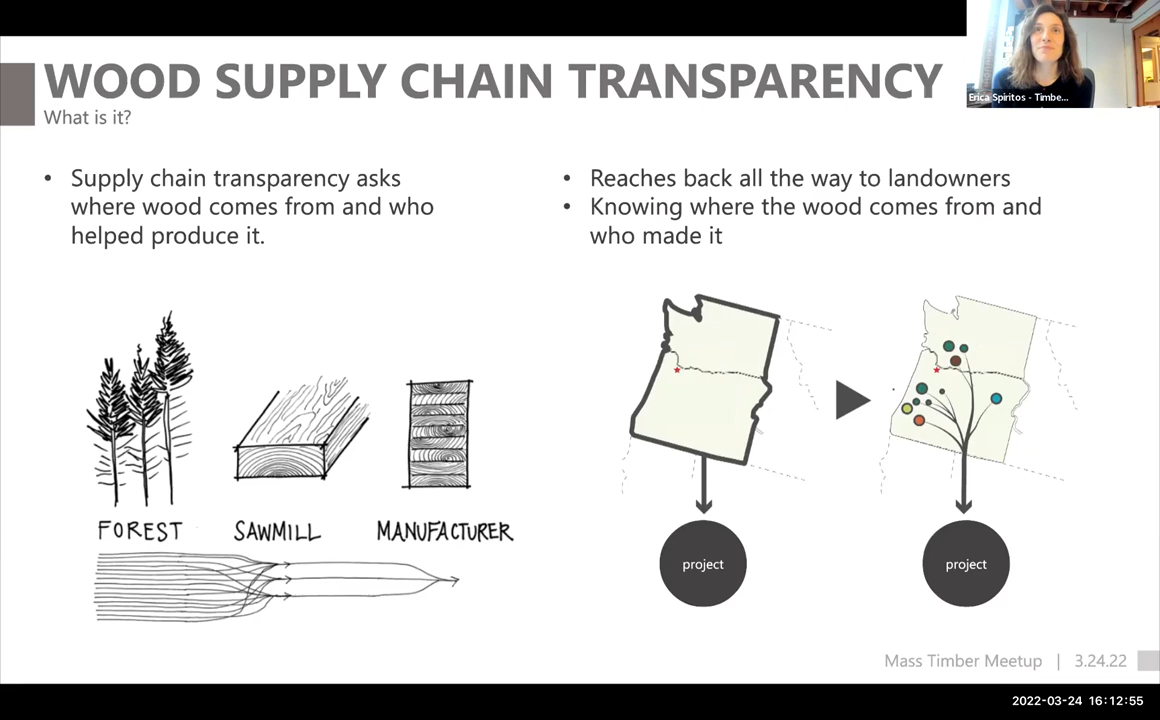 WOOD SUPPLY CHAIN TRANSPARENCY
What is it?
Erica Spiritos - Timbe...
• Supply chain transparency asks
where wood comes from and who
helped produce it.
• Reaches back all the way to landowners
• Knowing where the wood comes from and
who made it
FOREST
SAWMILL
MANUFACTURER
project
project
Mass Timber Meetup | 3.24.22
2022-03-24 16:12:55